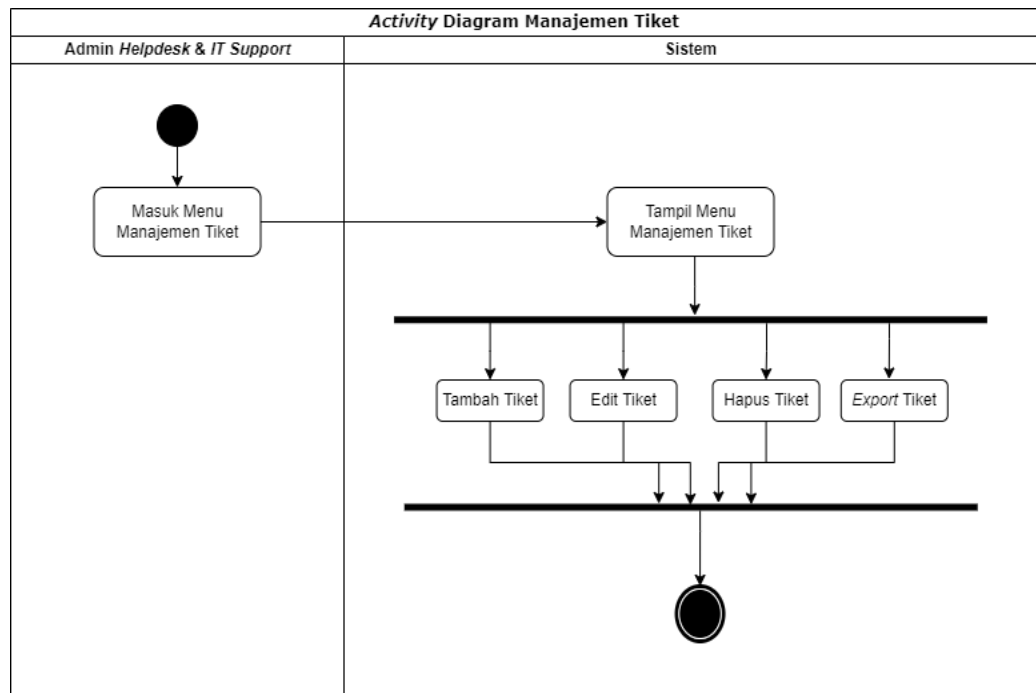 Activity Diagram Manajemen Tiket
Admin Helpdesk & IT Support
Sistem
Masuk Menu
Manajemen Tiket
Tampil Menu
Manajemen Tiket
Tambah Tiket
Edit Tiket
Hapus Tiket
Export Tiket